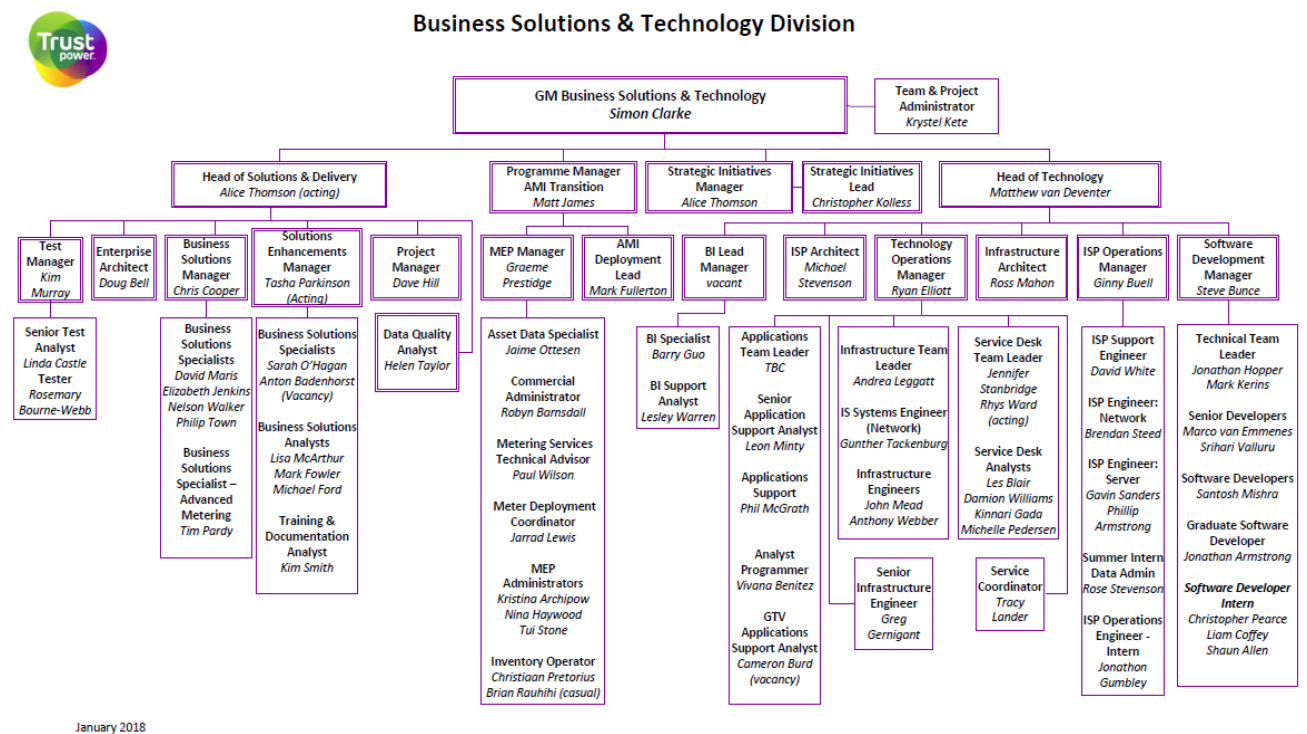 Business Solutions & Technology Division
Trust
power.
GM Business Solutions & Technology
Simon Clarke
Team & Project
Administrator
Krystel Kete
Head of Solutions & Delivery
Alice Thomson (acting)
Programme Manager
AMI Transition
Matt James
Strategic Initiatives
Manager
Alice Thomson
Strategic Initiatives
Lead
Christopher Kolless
Head of Technology
Matthew van Deventer
Test
Manager
Kim
Murray
Enterprise
Architect
Doug Bell
Business
Solutions
Manager
Chris Cooper
Solutions
Enhancements
Manager
Tasha Parkinson
(Acting)
Project
Manager
Dave Hill
MEP Manager
Graeme
Prestidge
AMI
Deployment
Lead
Mark Fullerton
BI Lead
Manager
vacant
ISP Architect
Michael
Stevenson
Technology
Operations
Manager
Ryan Elliott
Infrastructure
Architect
Ross Mahon
ISP Operations
Manager
Ginny Buell
Software
Development
Manager
Steve Bunce
Senior Test
Analyst
Linda Castle
Tester
Rosemary
Bourne-Webb
Business
Solutions
Specialists
David Maris
Elizabeth Jenkins
Nelson Walker
Philip Town
Business
Solutions
Specialist –
Advanced
Metering
Tim Pardy
Business Solutions
Specialists
Sarah O'Hagan
Anton Badenhorst
(Vacancy)
Business Solutions
Analysts
Lisa McArthur
Mark Fowler
Michael Ford
Training &
Documentation
Analyst
Kim Smith
Data Quality
Analyst
Helen Taylor
Asset Data Specialist
Jaime Ottesen
Commercial
Administrator
Robyn Barnsdall
Metering Services
Technical Advisor
Paul Wilson
Meter Deployment
Coordinator
Jarrad Lewis
MEP
Administrators
Kristina Archipow
Nina Haywood
Tui Stone
Inventory Operator
Christiaan Pretorius
Brian Rauhihi (casual)
BI Specialist
Barry Guo
BI Support
Analyst
Lesley Warren
Applications
Team Leader
TBC
Senior
Application
Support Analyst
Leon Minty
Applications
Support
Phil McGrath
Analyst
Programmer
Vivana Benitez
GTV
Applications
Support Analyst
Cameron Burd
(vacancy)
Infrastructure Team
Leader
Andrea Leggatt
IS Systems Engineer
(Network)
Gunther Tackenburg
Infrastructure
Engineers
John Mead
Anthony Webber
Senior
Infrastructure
Engineer
Greg
Gernigant
Service Desk
Team Leader
Jennifer
Stanbridge
Rhys Ward
(acting)
Service Desk
Analysts
Les Blair
Damion Williams
Kinnari Gada
Michelle Pedersen
Service
Coordinator
Tracy
Lander
ISP Support
Engineer
David White
ISP Engineer:
Network
Brendan Steed
ISP Engineer:
Server
Gavin Sanders
Phillip
Armstrong
Summer Intern
Data Admin
Rose Stevenson
ISP Operations
Engineer -
Intern
Jonathon
Gumbley
Technical Team
Leader
Jonathan Hopper
Mark Kerins
Senior Developers
Marco van Emmenes
Srihari Valluru
Software Developers
Santosh Mishra
Graduate Software
Developer
Jonathan Armstrong
Software Developer
Intern
Christopher Pearce
Liam Coffey
Shaun Allen
January 2018